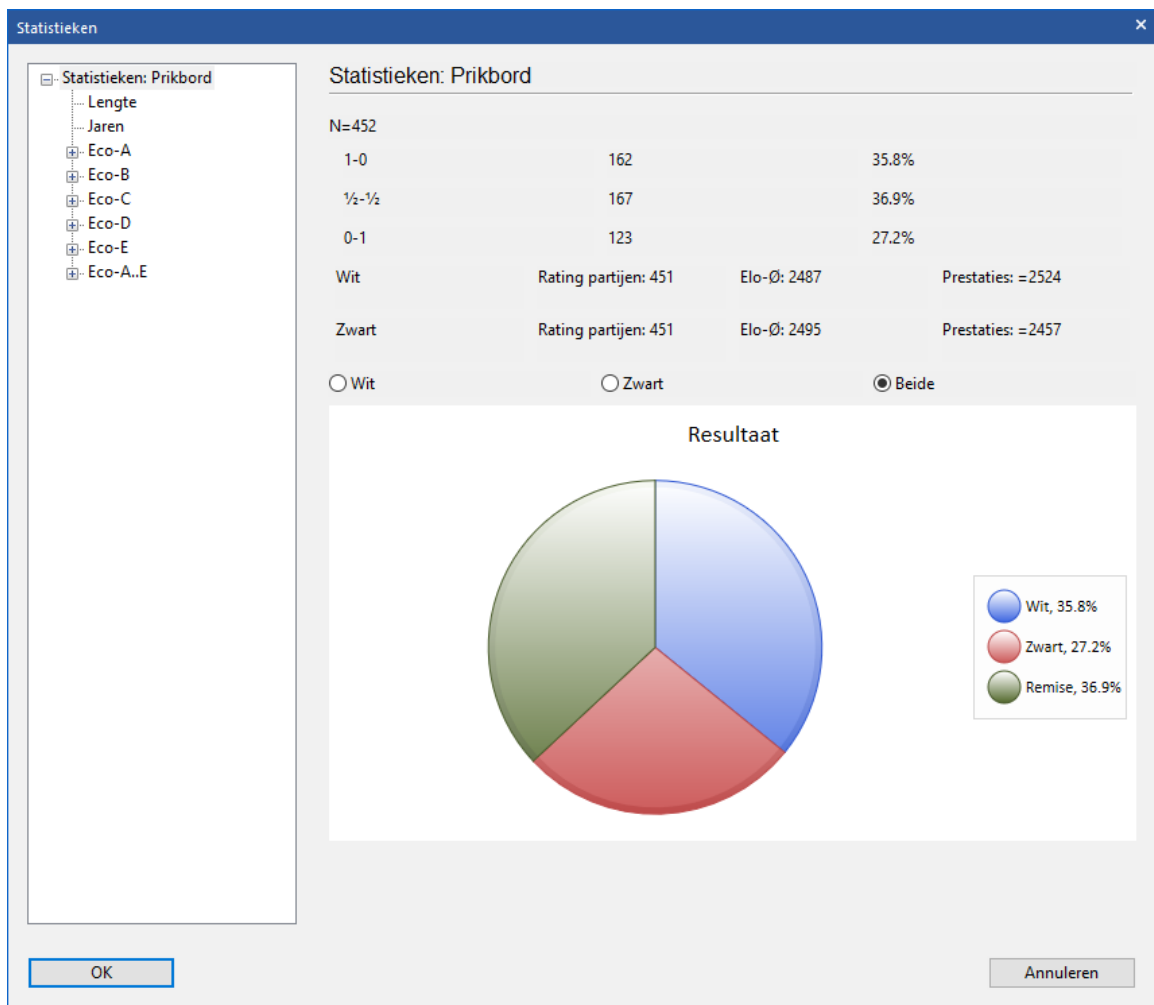 Statistieken
Statistieken: Prikbord
Lengte
Jaren
Eco-A
Eco-B
Eco-C
Eco-D
Eco-E
Eco-A..E
Statistieken: Prikbord
N=452
1-0 162 35.8%
½-½ 167 36.9%
0-1 123 27.2%
Wit Rating partijen: 451 Elo-Ø: 2487 Prestaties: =2524
Zwart Rating partijen: 451 Elo-Ø: 2495 Prestaties: =2457
Wit Zwart Beide
Resultaat
Wit, 35.8%
Zwart, 27.2%
Remise, 36.9%
OK Annuleren